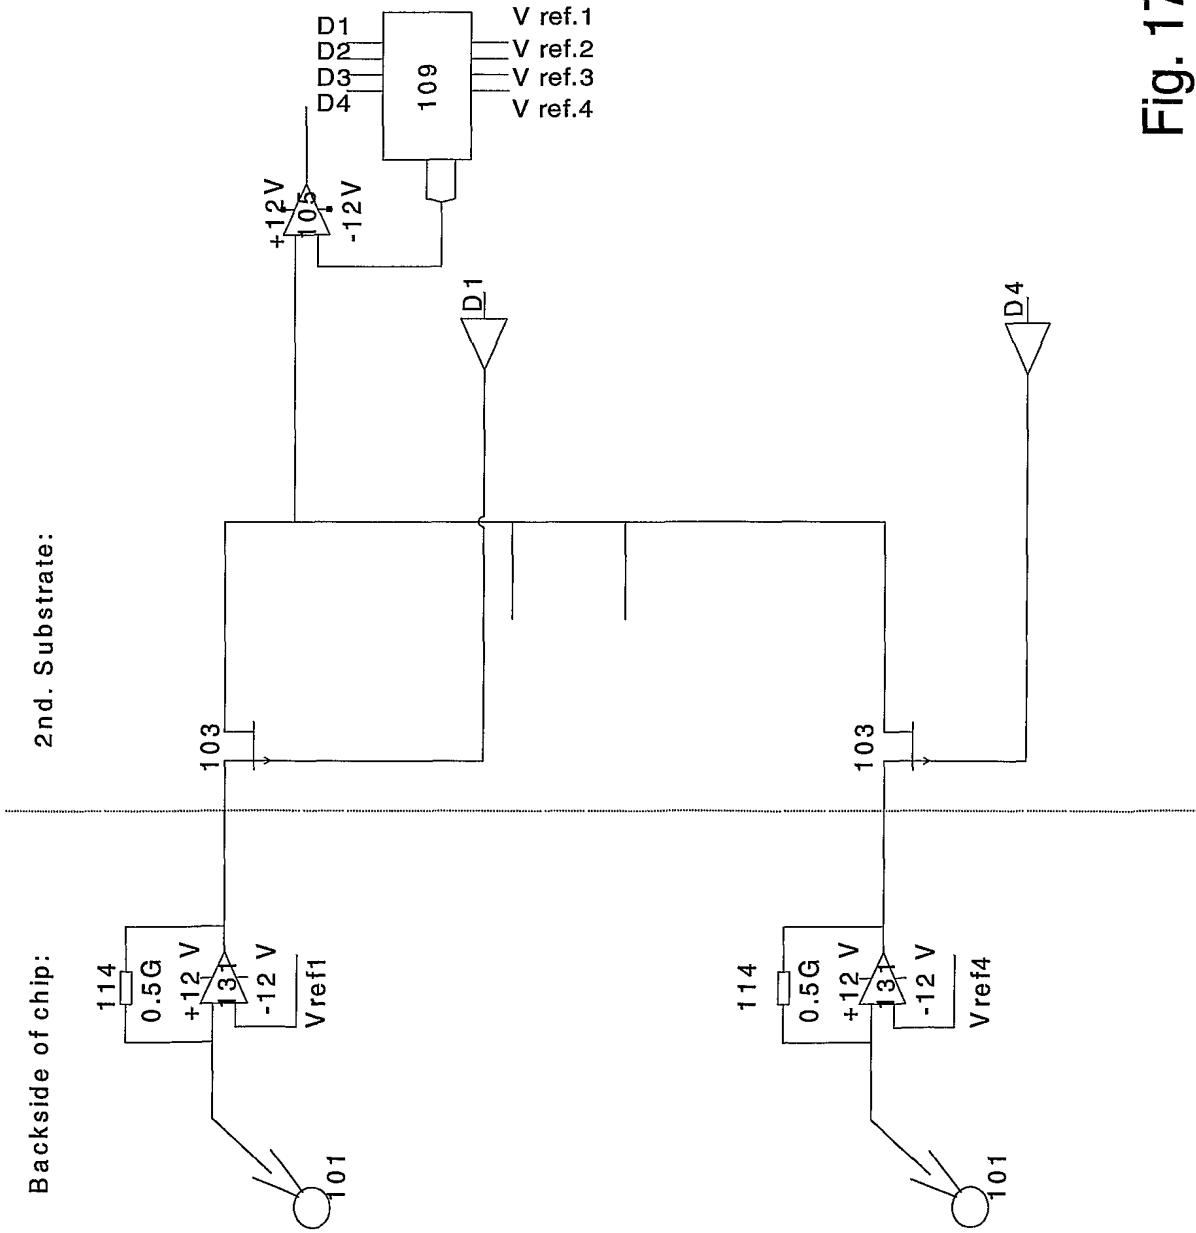 D1
D2
D3
D4
109
V ref.1
V ref.2
V ref.3
V ref.4
Fig. 17
+12V
105
-12V
D1
D4
2nd. Substrate:
103
103
Backside of chip:
114
0.5G
+12 V
131
-12 V
Vref1
101
114
0.5G
+12 V
131
-12 V
Vref4
101